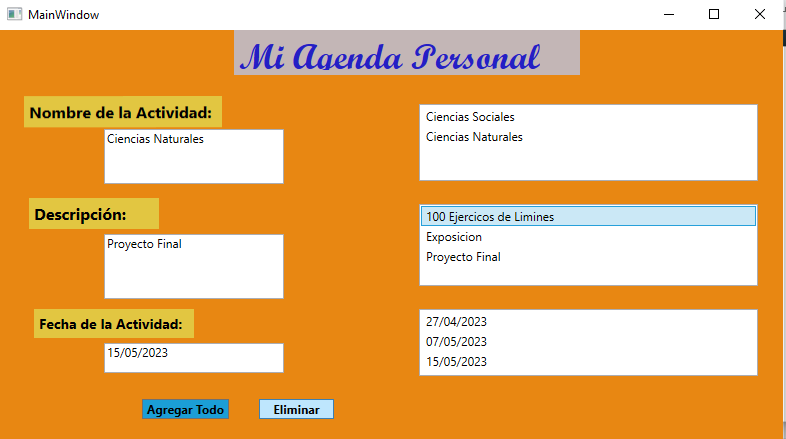 MainWindow
Mi Agenda Personal
Nombre de la Actividad:
Ciencias Naturales
Descripción:
Proyecto Final
Fecha de la Actividad:
15/05/2023
Agregar Todo
Eliminar
Ciencias Sociales
Ciencias Naturales
100 Ejercicos de Limines
Exposicion
Proyecto Final
27/04/2023
07/05/2023
15/05/2023